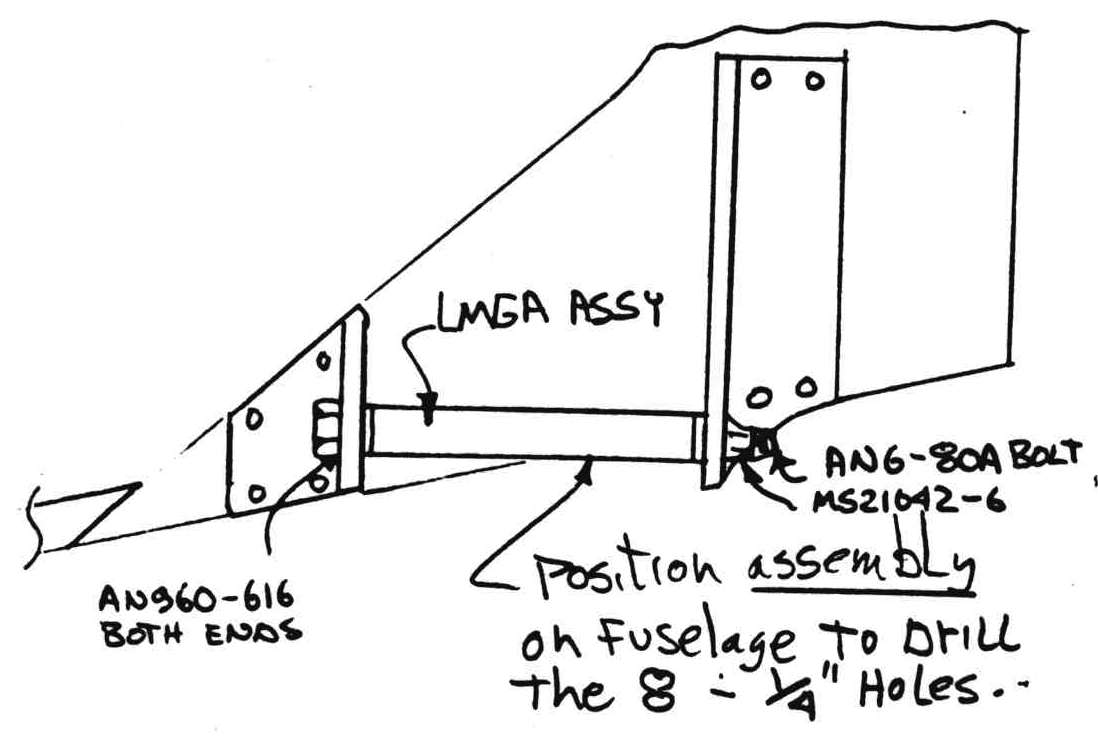 LMGA ASSY
AN6-80A BOLT
MS21042-6
AN960-616
BOTH ENDS
Position assembly
on Fuselage To Drill
the 8 - 1/4" Holes.